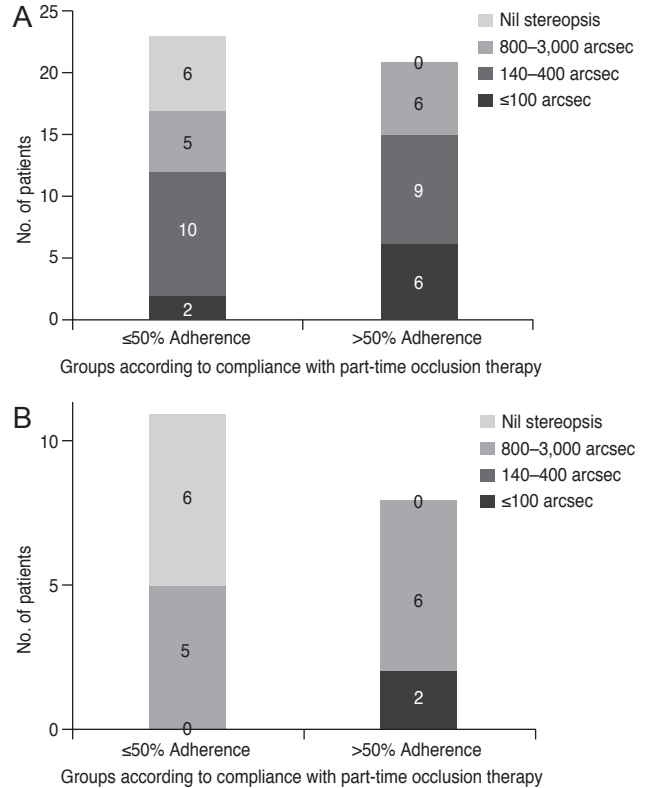 A
25
20
15
10
5
0
No. of patients
6
5
10
2
0
6
9
6
Nil stereopsis
800–3,000 arcsec
140–400 arcsec
≤100 arcsec
≤50% Adherence
>50% Adherence
Groups according to compliance with part-time occlusion therapy
B
10
5
0
No. of patients
6
5
0
0
6
2
Nil stereopsis
800–3,000 arcsec
140–400 arcsec
≤100 arcsec
≤50% Adherence
>50% Adherence
Groups according to compliance with part-time occlusion therapy